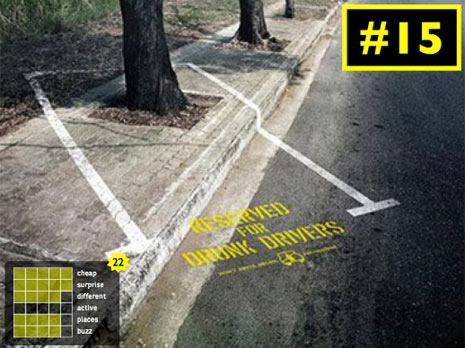 #15
RESERVED
FOR
DRUNK DRIVERS
22
cheap
surprise
different
active
places
buzz